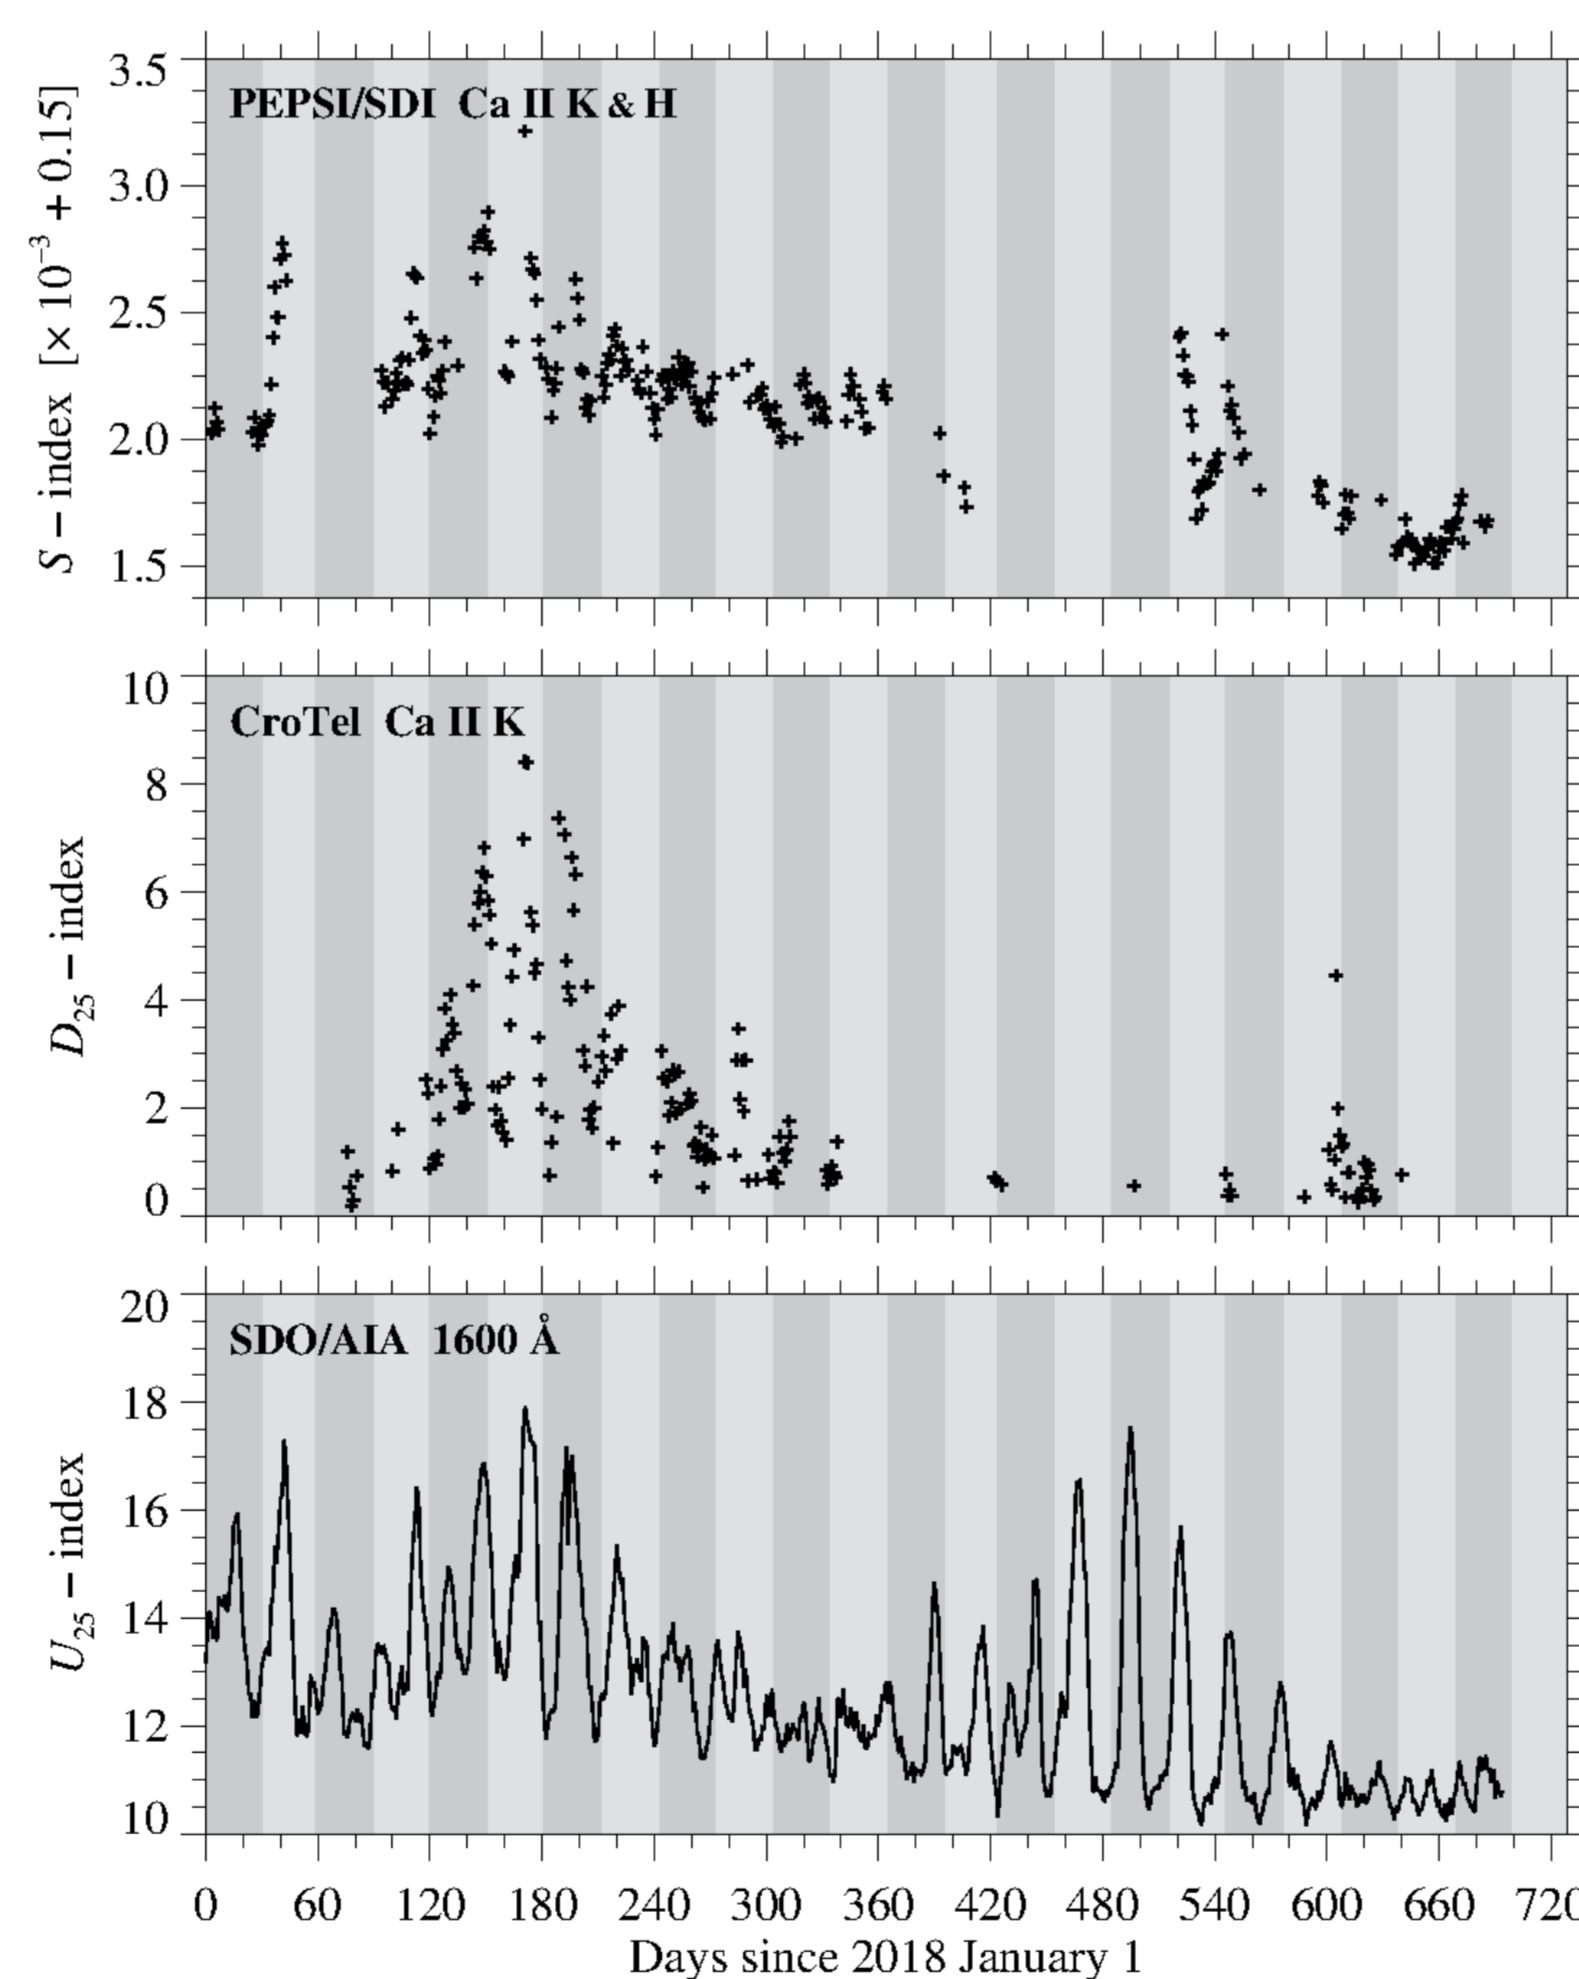 PEPSI/SDI Ca II K & H
S – index [× 10⁻³ + 0.15]
3.5
3.0
2.5
2.0
1.5
CroTel Ca II K
D₂₅ – index
10
8
6
4
2
0
SDO/AIA 1600 Å
U₂₅ – index
20
18
16
14
12
10
0 60 120 180 240 300 360 420 480 540 600 660 720
Days since 2018 January 1